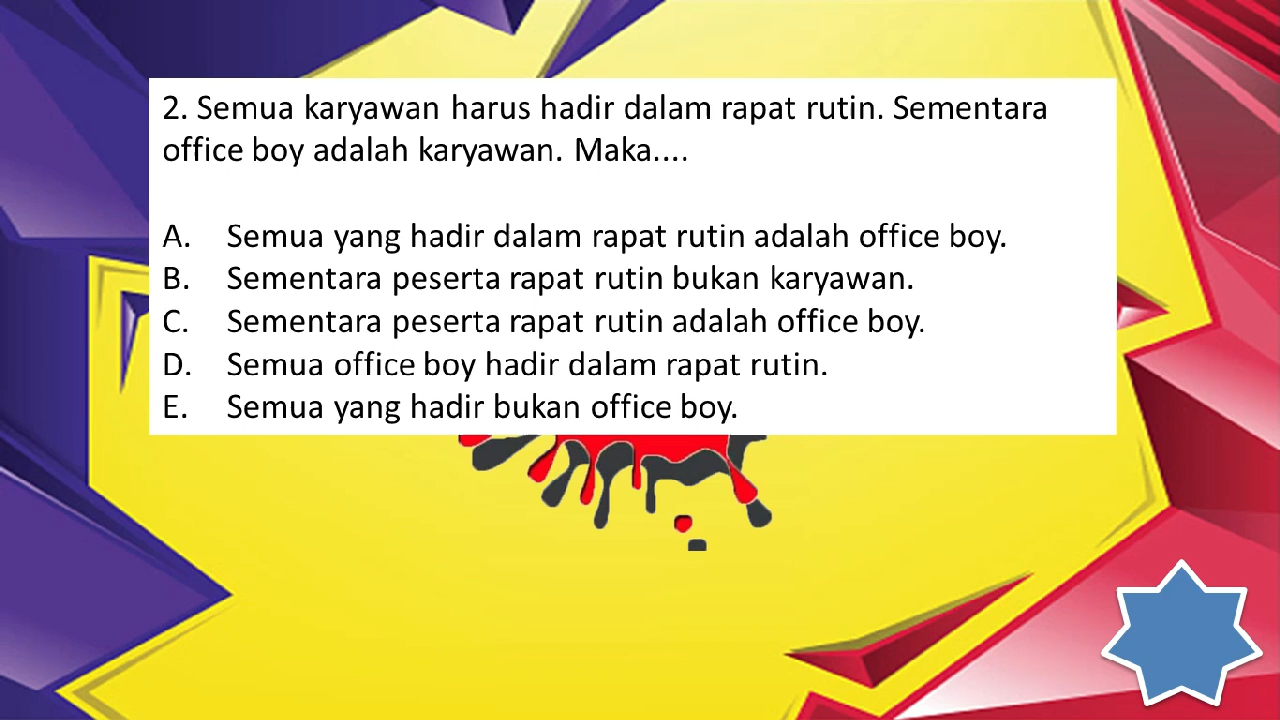 2. Semua karyawan harus hadir dalam rapat rutin. Sementara
office boy adalah karyawan. Maka....
A. Semua yang hadir dalam rapat rutin adalah office boy.
B. Sementara peserta rapat rutin bukan karyawan.
C. Sementara peserta rapat rutin adalah office boy.
D. Semua office boy hadir dalam rapat rutin.
E. Semua yang hadir bukan office boy.